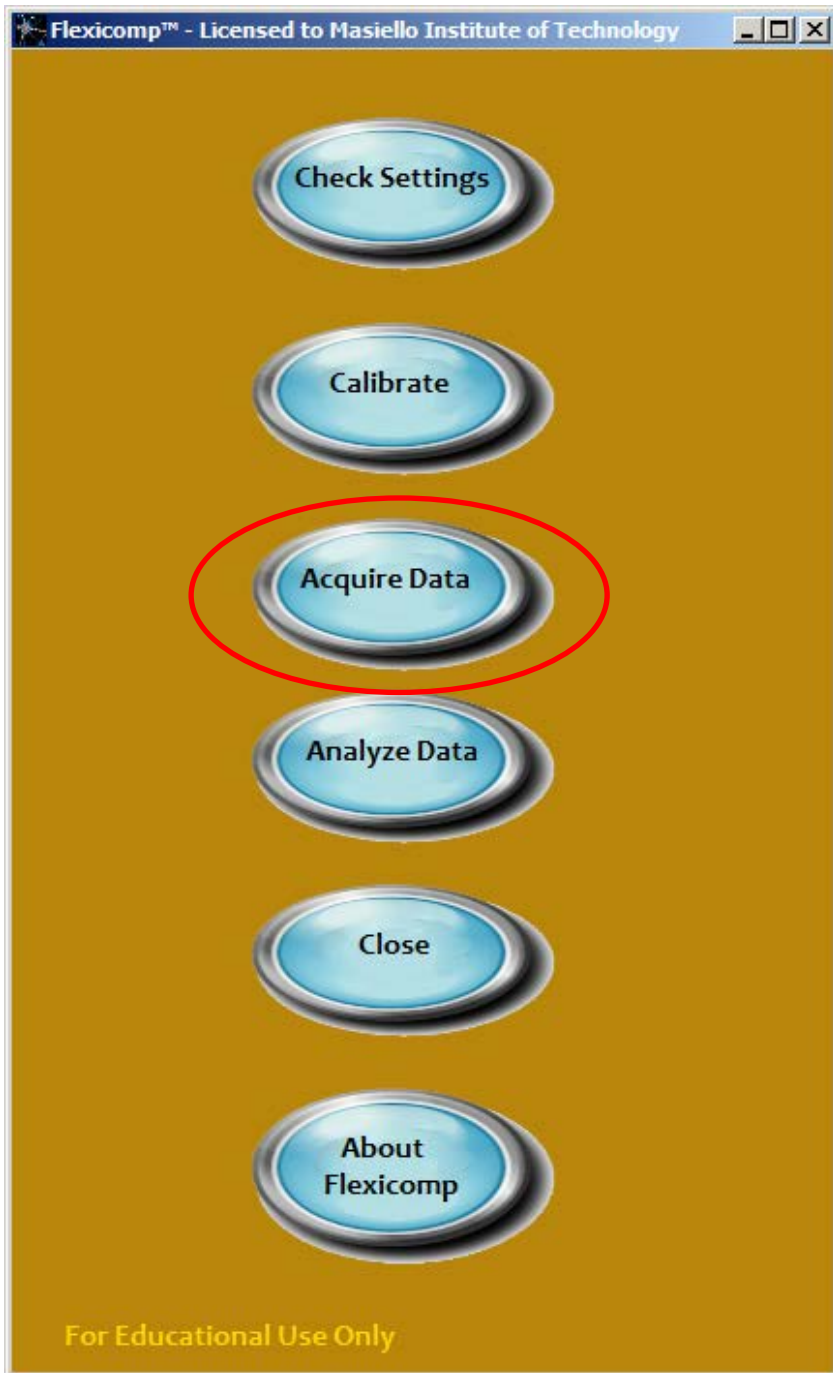 Flexicomp™ - Licensed to Masiello Institute of Technology
Check Settings
Calibrate
Acquire Data
Analyze Data
Close
About
Flexicomp
For Educational Use Only